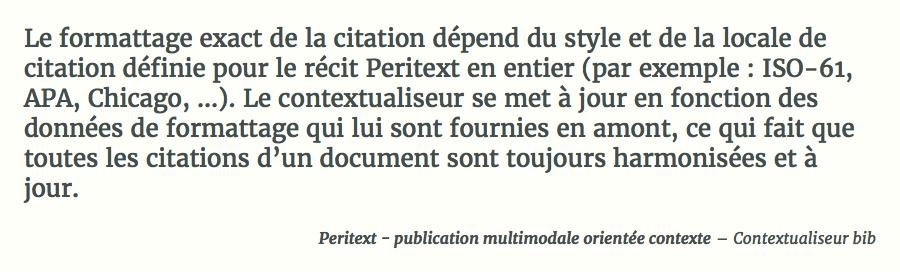 Le formattage exact de la citation dépend du style et de la locale de
citation définie pour le récit Peritext en entier (par exemple : ISO-61,
APA, Chicago, ...). Le contextualiseur se met à jour en fonction des
données de formattage qui lui sont fournies en amont, ce qui fait que
toutes les citations d’un document sont toujours harmonisées et à
jour.
Peritext - publication multimodale orientée contexte – Contextualiseur bib